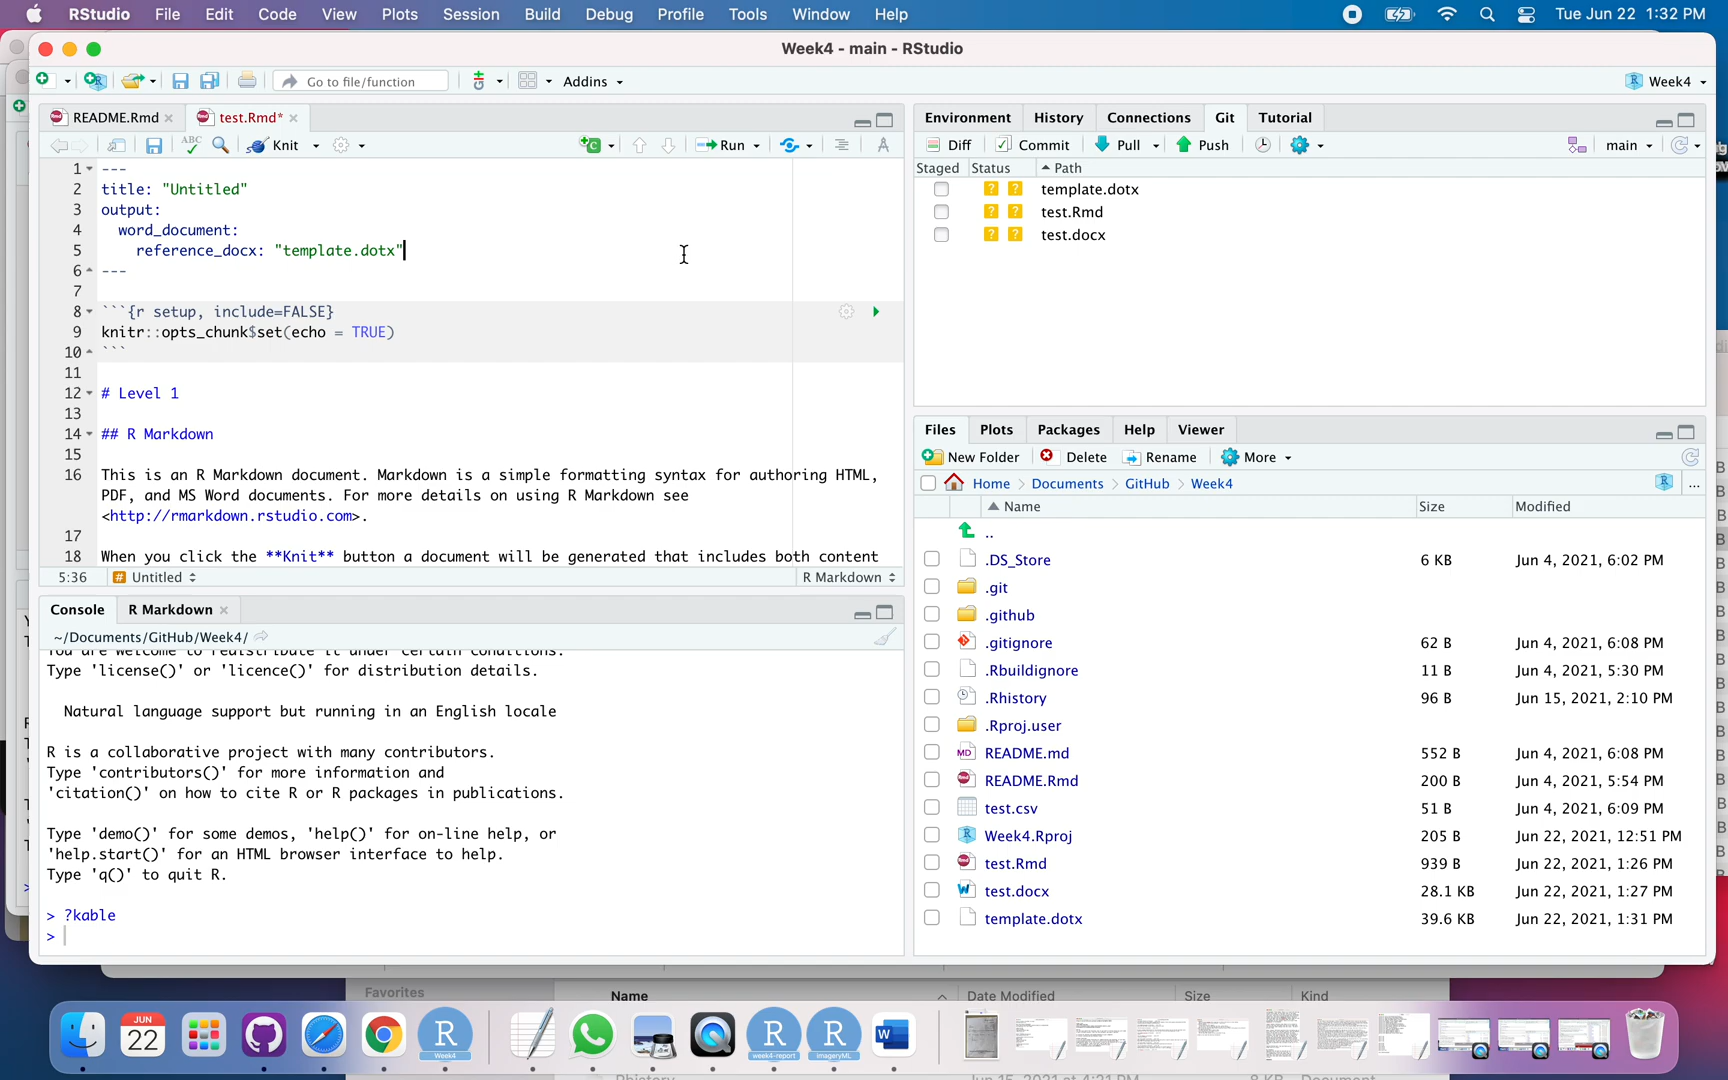 RStudio File Edit Code View Plots Session Build Debug Profile Tools Window Help Tue Jun 22 1:32 PM
Week4 - main - RStudio
Go to file/function Addins Week4
README.Rmd test.Rmd*
ABC Knit Run
1 ---
2 title: "Untitled"
3 output:
4 word_document:
5 reference_docx: "template.dotx"
6 ---
7
8 ```{r setup, include=FALSE}
9 knitr::opts_chunk$set(echo = TRUE)
10 ```
11
12 # Level 1
13
14 ## R Markdown
15
16 This is an R Markdown document. Markdown is a simple formatting syntax for authoring HTML,
PDF, and MS Word documents. For more details on using R Markdown see
<http://rmarkdown.rstudio.com>.
17
18 When you click the **Knit** button a document will be generated that includes both content
5:36 Untitled R Markdown
Console R Markdown
~/Documents/GitHub/Week4/
You are welcome to redistribute it under certain conditions.
Type 'license()' or 'licence()' for distribution details.
Natural language support but running in an English locale
R is a collaborative project with many contributors.
Type 'contributors()' for more information and
'citation()' on how to cite R or R packages in publications.
Type 'demo()' for some demos, 'help()' for on-line help, or
'help.start()' for an HTML browser interface to help.
Type 'q()' to quit R.
> ?kable
>
Environment History Connections Git Tutorial
Diff Commit Pull Push main
Staged Status Path
? ? template.dotx
? ? test.Rmd
? ? test.docx
Files Plots Packages Help Viewer
New Folder Delete Rename More
Home Documents GitHub Week4 ...
Name Size Modified
..
.DS_Store 6 KB Jun 4, 2021, 6:02 PM
.git
.github
.gitignore 62 B Jun 4, 2021, 6:08 PM
.Rbuildignore 11 B Jun 4, 2021, 5:30 PM
.Rhistory 96 B Jun 15, 2021, 2:10 PM
.Rproj.user
MD README.md 552 B Jun 4, 2021, 6:08 PM
README.Rmd 200 B Jun 4, 2021, 5:54 PM
test.csv 51 B Jun 4, 2021, 6:09 PM
Week4.Rproj 205 B Jun 22, 2021, 12:51 PM
test.Rmd 939 B Jun 22, 2021, 1:26 PM
test.docx 28.1 KB Jun 22, 2021, 1:27 PM
template.dotx 39.6 KB Jun 22, 2021, 1:31 PM
Favorites Name Date Modified Size Kind
JUN
22
R
Week4
R
week4-report
R
imageryML
W